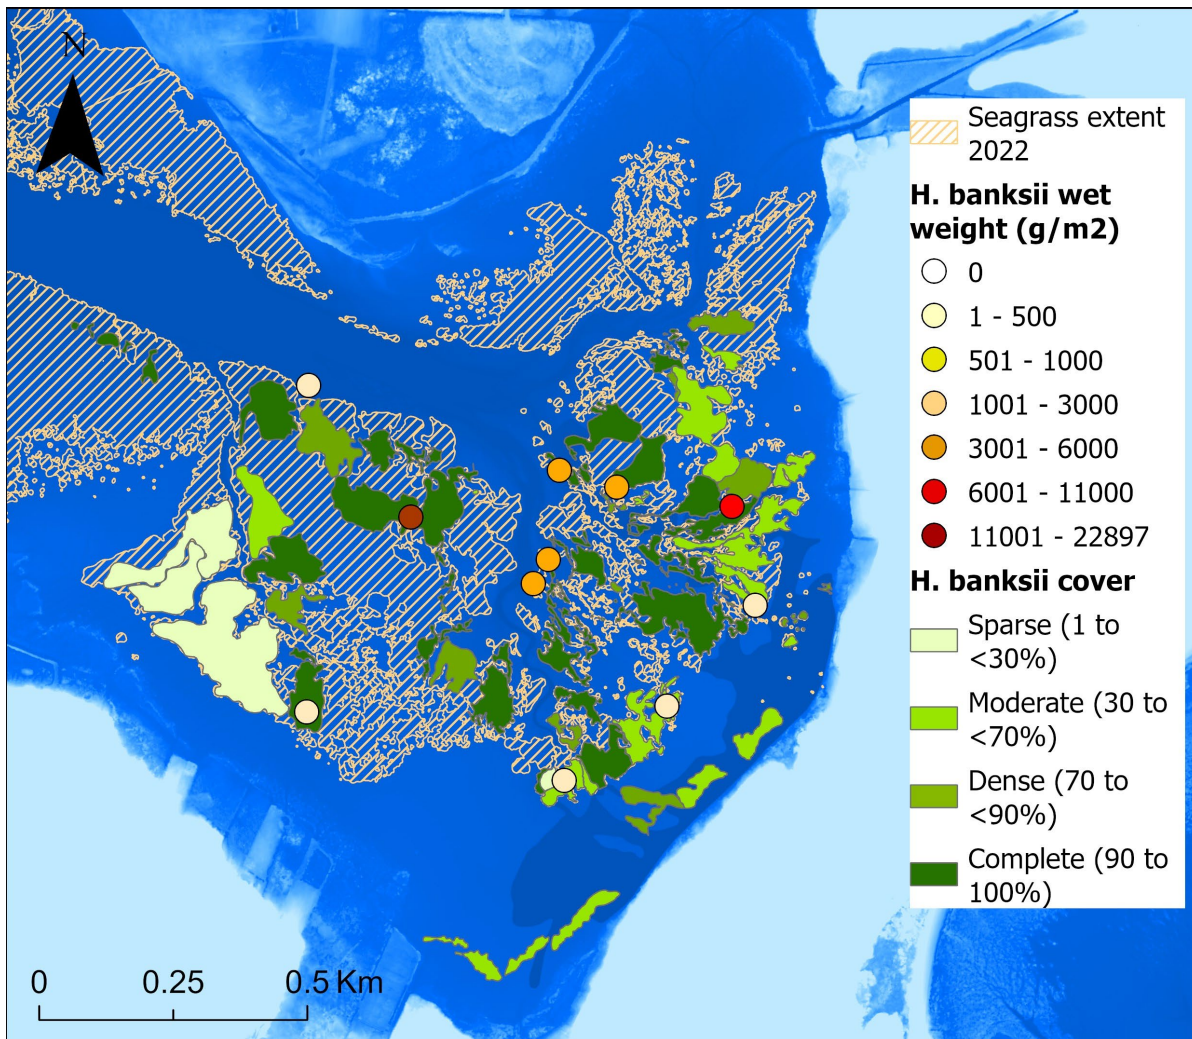 N
Seagrass extent
2022
H. banksii wet
weight (g/m2)
0
1 - 500
501 - 1000
1001 - 3000
3001 - 6000
6001 - 11000
11001 - 22897
H. banksii cover
Sparse (1 to
<30%)
Moderate (30 to
<70%)
Dense (70 to
<90%)
Complete (90 to
100%)
0 0.25 0.5 Km